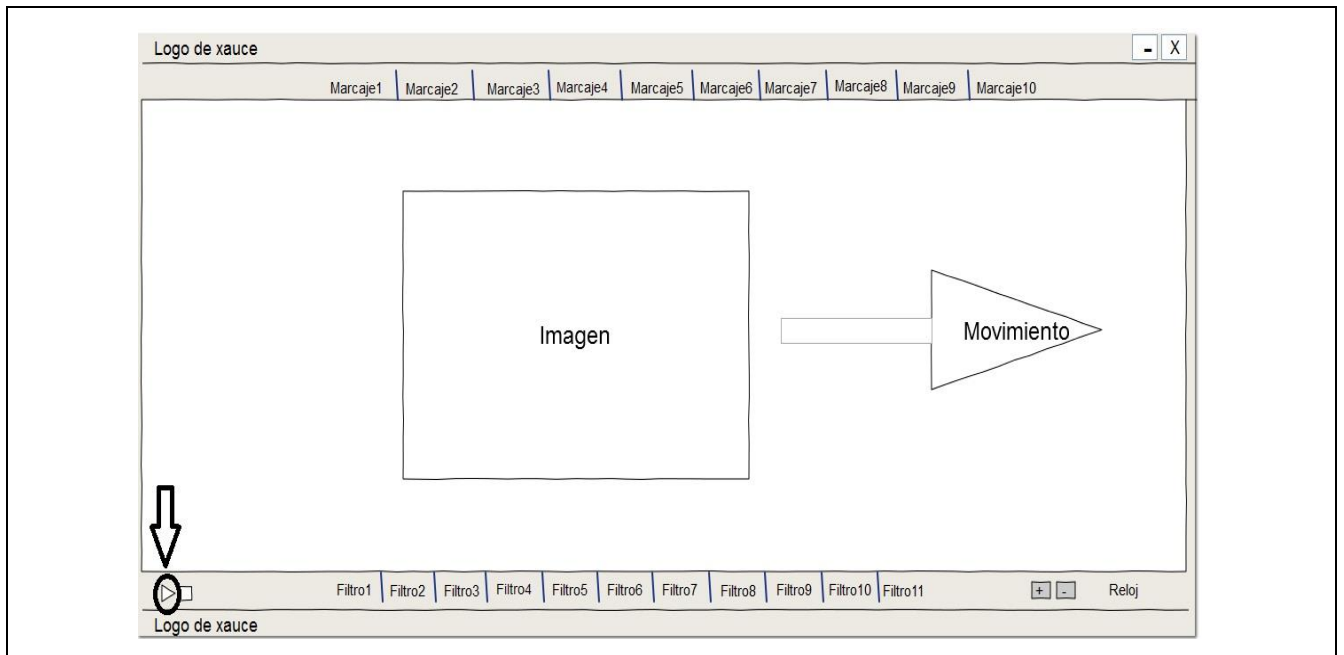 Logo de xauce - X
Marcaje1 Marcaje2 Marcaje3 Marcaje4 Marcaje5 Marcaje6 Marcaje7 Marcaje8 Marcaje9 Marcaje10
Imagen Movimiento
Filtro1 Filtro2 Filtro3 Filtro4 Filtro5 Filtro6 Filtro7 Filtro8 Filtro9 Filtro10 Filtro11 + - Reloj
Logo de xauce